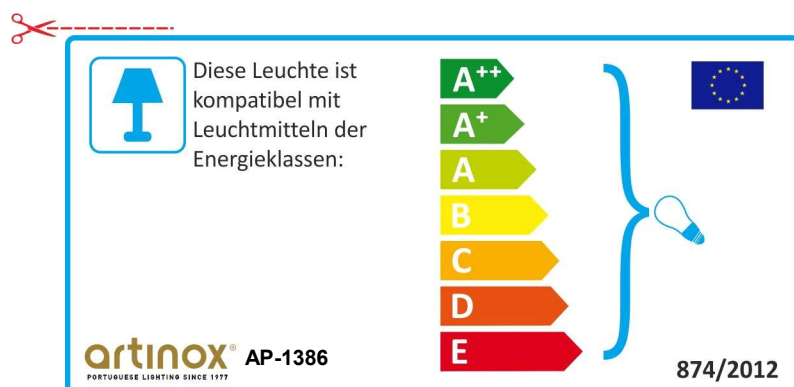 Diese Leuchte ist
kompatibel mit
Leuchtmitteln der
Energieklassen:
A++
A+
A
B
C
D
E
artinox® AP-1386
PORTUGUESE LIGHTING SINCE 1977
874/2012